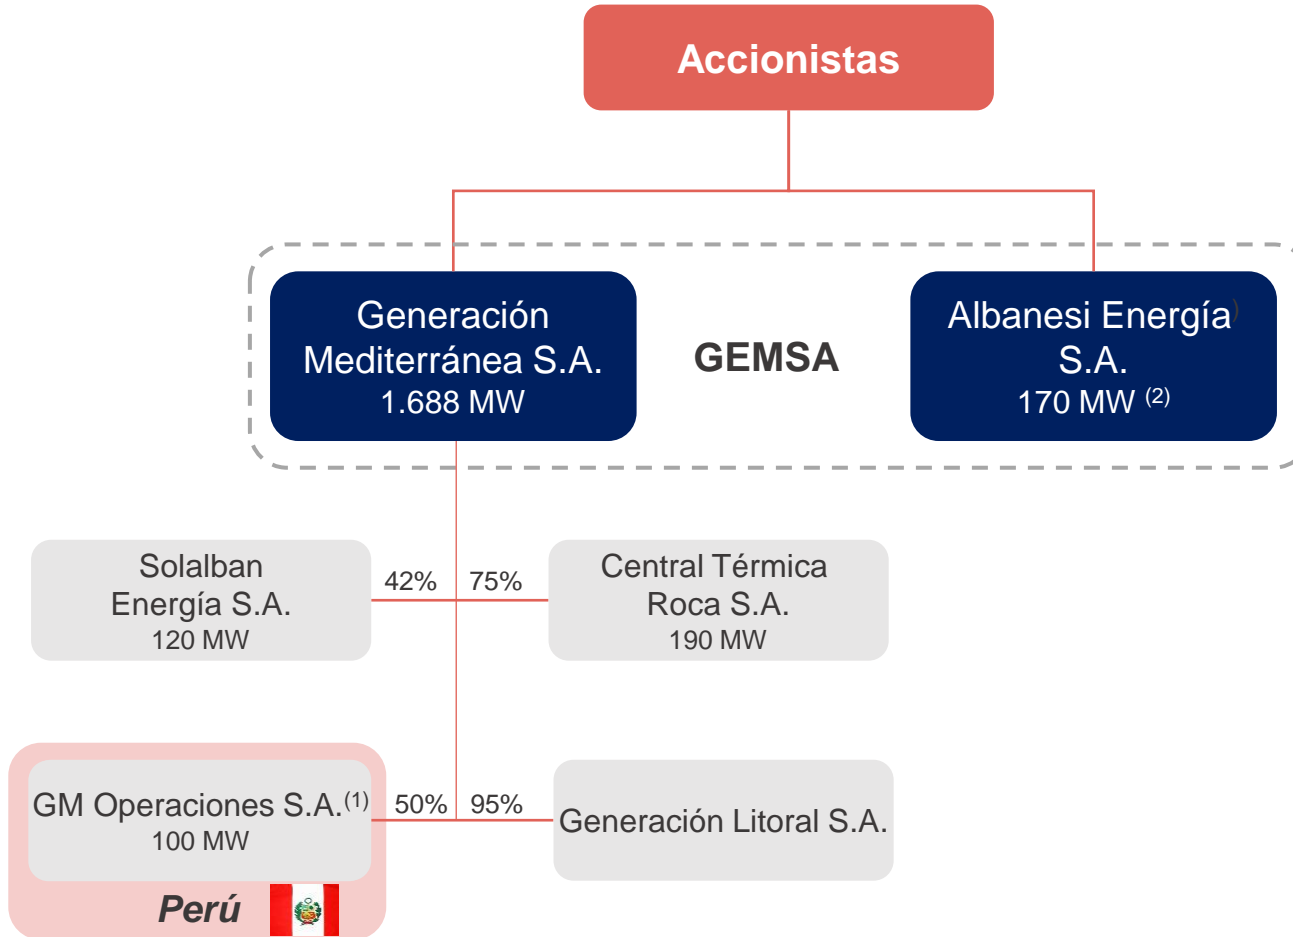 Accionistas
Generación
Mediterránea S.A.
1.688 MW
GEMSA
Albanesi Energía)
S.A.
170 MW (2)
Solalban
Energía S.A.
120 MW
42%
75%
Central Térmica
Roca S.A.
190 MW
GM Operaciones S.A.(1)
100 MW
50%
95%
Generación Litoral S.A.
Perú